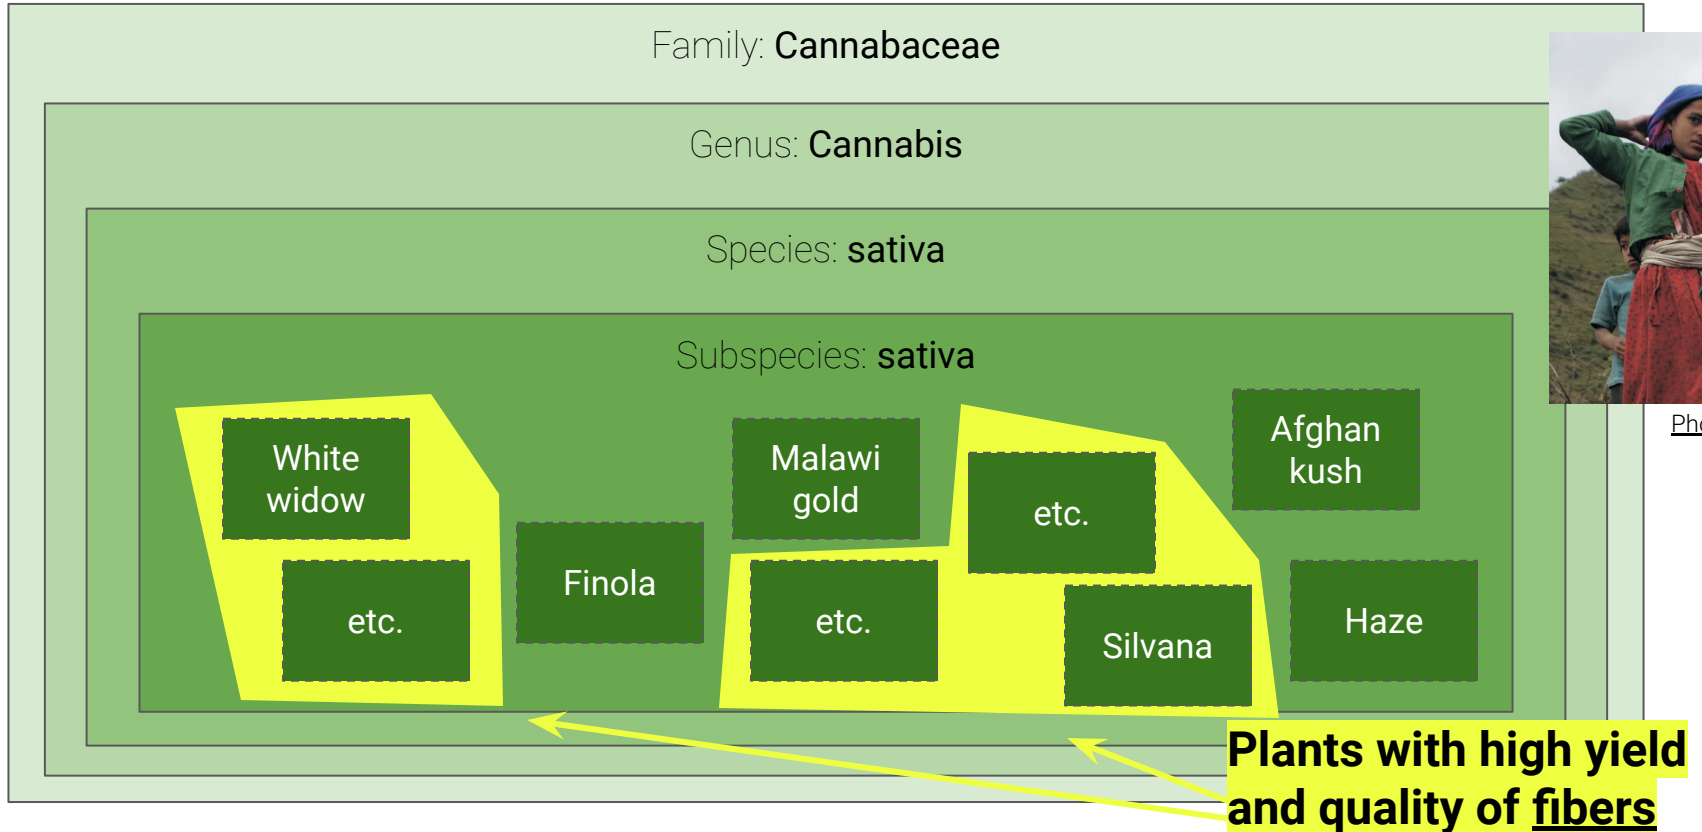 Family: Cannabaceae
Genus: Cannabis
Species: sativa
Subspecies: sativa
White
widow
etc.
Finola
Malawi
gold
etc.
etc.
Silvana
Afghan
kush
Haze
Plants with high yield
and quality of fibers